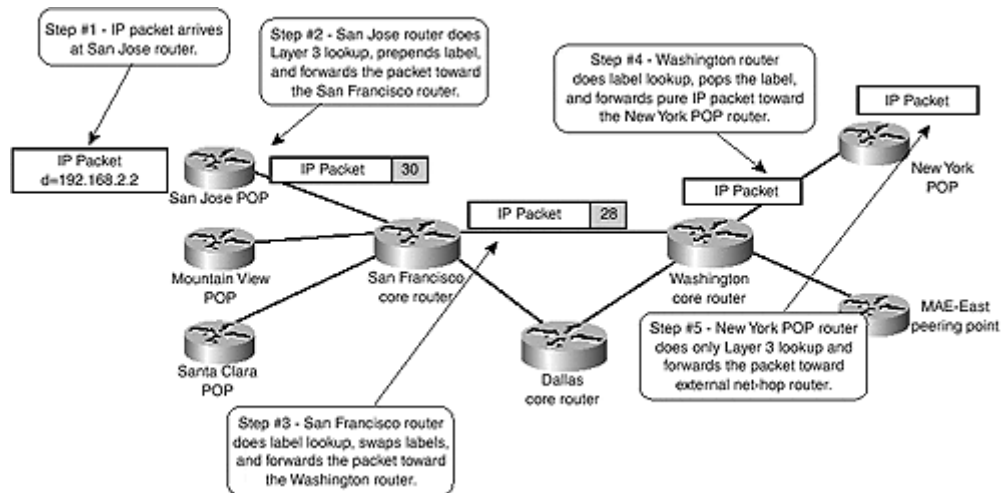 Step #1 - IP packet arrives
at San Jose router.
Step #2 - San Jose router does
Layer 3 lookup, prepends label,
and forwards the packet toward
the San Francisco router.
Step #4 - Washington router
does label lookup, pops the label,
and forwards pure IP packet toward
the New York POP router.
IP Packet
IP Packet
d=192.168.2.2
San Jose POP
IP Packet
30
New York
POP
IP Packet
28
IP Packet
Mountain View
POP
San Francisco
core router
Washington
core router
MAE-East
peering point
Santa Clara
POP
Dallas
core router
Step #5 - New York POP router
does only Layer 3 lookup and
forwards the packet toward
external net-hop router.
Step #3 - San Francisco router
does label lookup, swaps labels,
and forwards the packet toward
the Washington router.